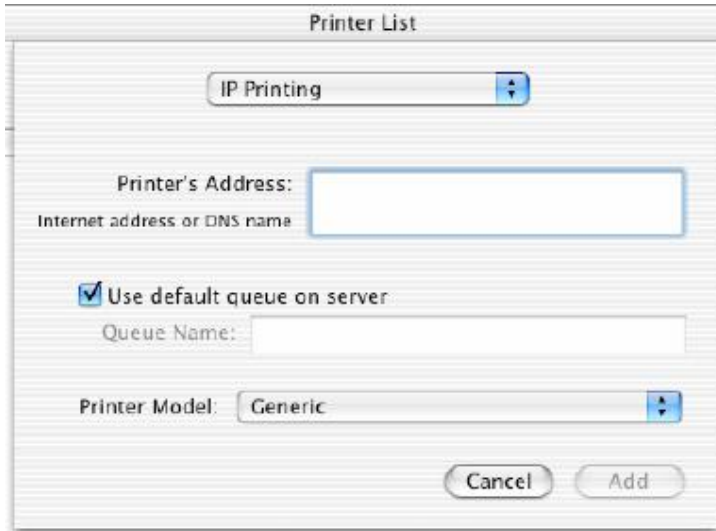 Printer List
IP Printing
Printer's Address:
Internet address or DNS name
Use default queue on server
Queue Name:
Printer Model: Generic
Cancel Add